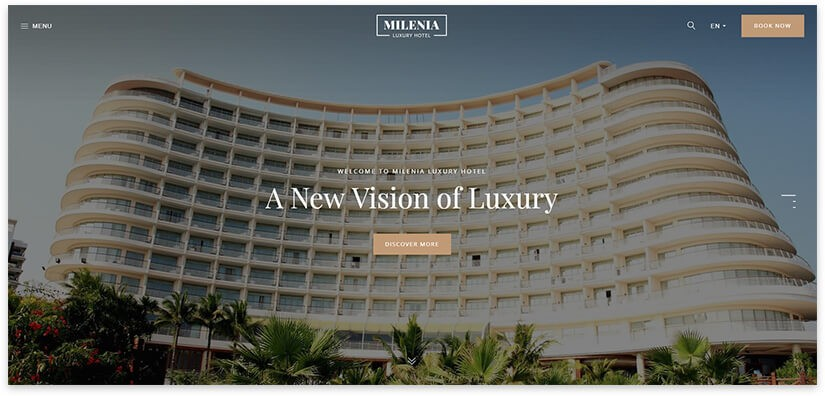 MENU
MILENIA
LUXURY HOTEL
EN
BOOK NOW
WELCOME TO MILENIA LUXURY HOTEL
A New Vision of Luxury
DISCOVER MORE